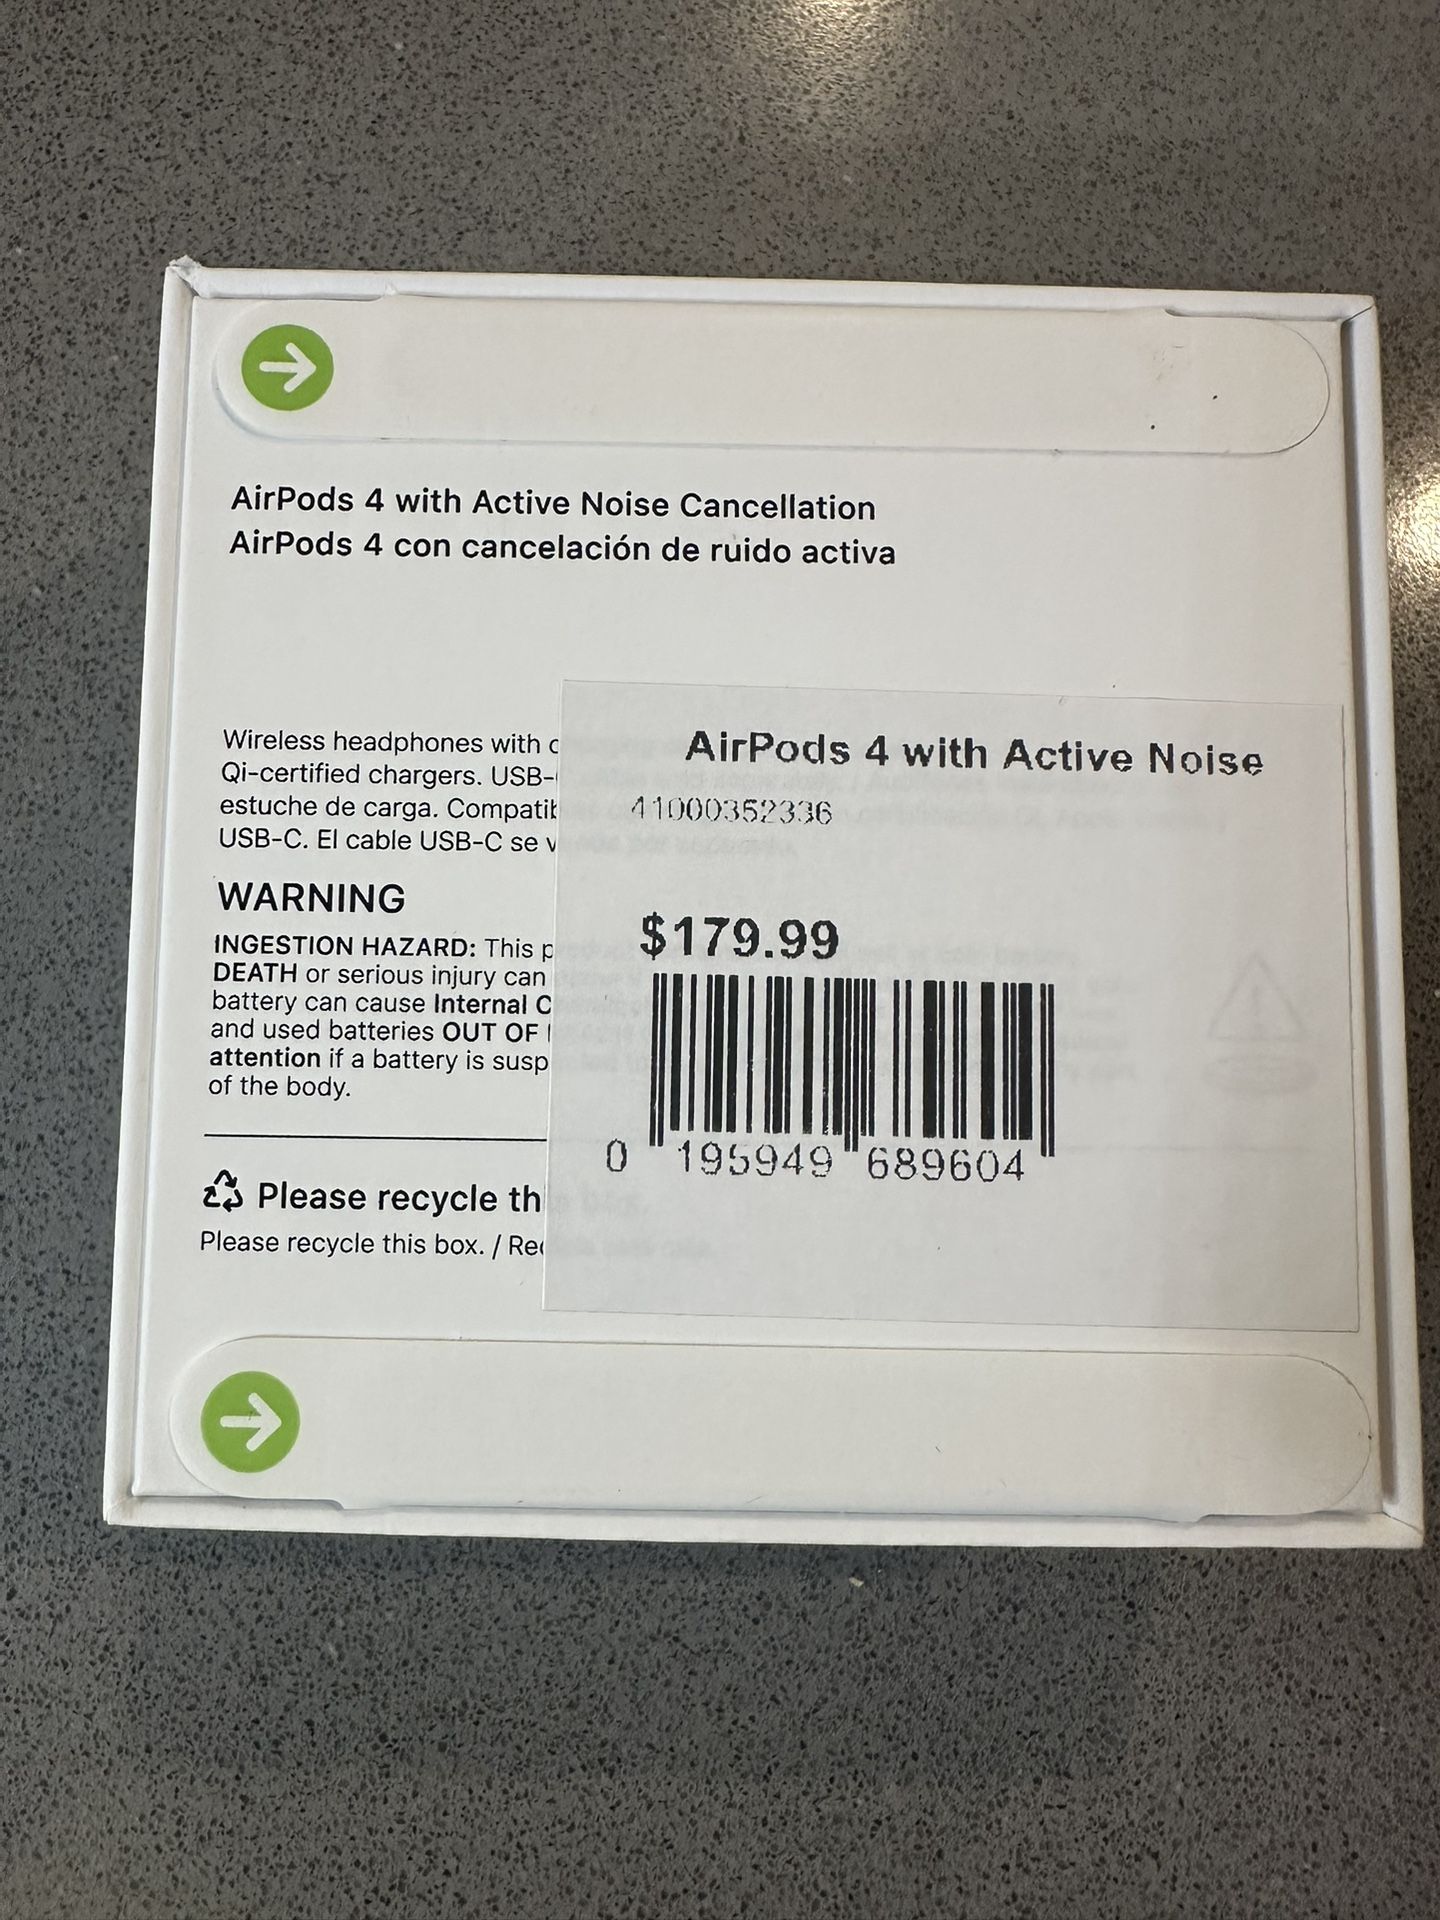 AirPods 4 with Active Noise Cancellation
AirPods 4 con cancelación de ruido activa
Wireless headphones with c
Qi-certified chargers. USB-
estuche de carga. Compatib
USB-C. El cable USB-C se v
WARNING
INGESTION HAZARD: This p
DEATH or serious injury can
battery can cause Internal C
and used batteries OUT OF
attention if a battery is susp
of the body.
Please recycle th
Please recycle this box. / Rec
AirPods 4 with Active Noise
41000352336
$179.99
0 195949 689604